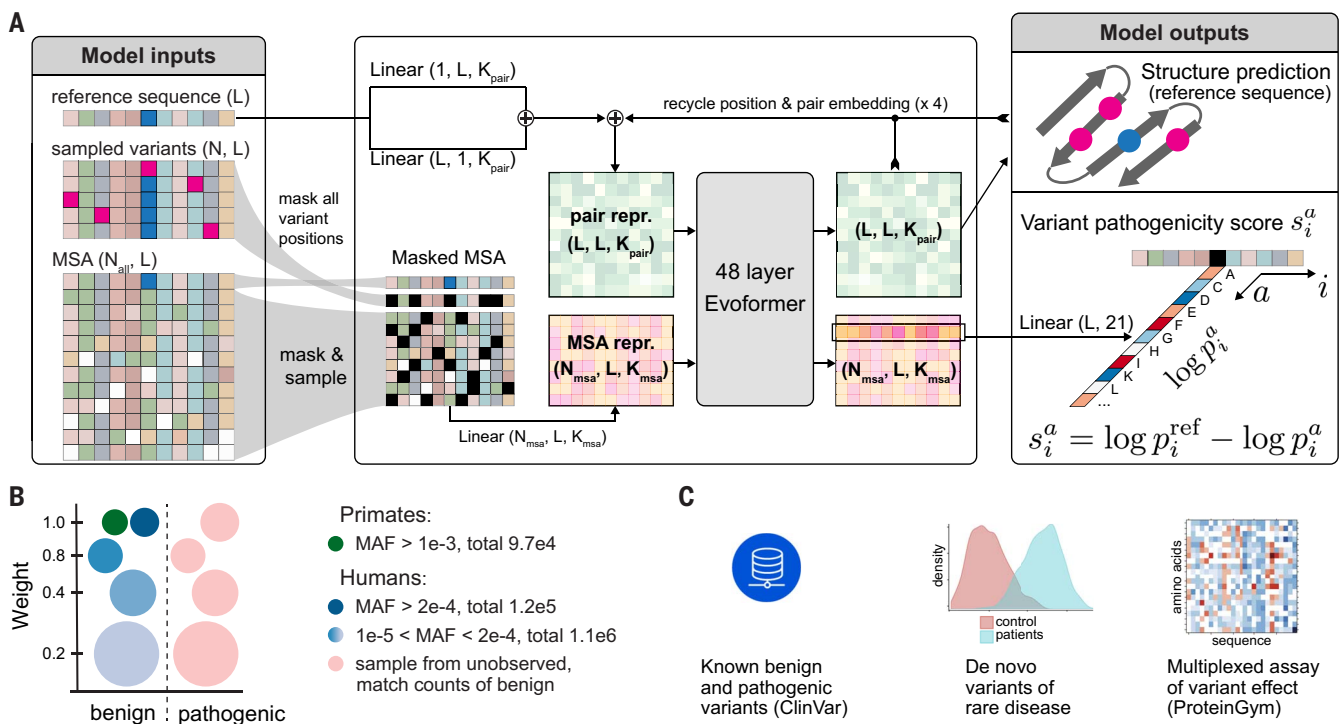 A
Model inputs
reference sequence (L)
sampled variants (N, L)
MSA (N_all, L)
mask all
variant
positions
mask &
sample
Linear (1, L, K_pair)
Linear (L, 1, K_pair)
recycle position & pair embedding (x 4)
Masked MSA
Linear (N_msa, L, K_msa)
pair repr.
(L, L, K_pair)
MSA repr.
(N_msa, L, K_msa)
48 layer
Evoformer
(L, L, K_pair)
(N_msa, L, K_msa)
Linear (L, 21)
Model outputs
Structure prediction
(reference sequence)
Variant pathogenicity score s_i^a
A
C
D
E
F
G
H
I
K
L
...
a
i
log p_i^a
s_i^a = log p_i^ref − log p_i^a
B
Weight
1.0
0.8
0.4
0.2
benign
pathogenic
Primates:
MAF > 1e-3, total 9.7e4
Humans:
MAF > 2e-4, total 1.2e5
1e-5 < MAF < 2e-4, total 1.1e6
sample from unobserved,
match counts of benign
C
Known benign
and pathogenic
variants (ClinVar)
density
control
patients
De novo
variants of
rare disease
amino acids
sequence
Multiplexed assay
of variant effect
(ProteinGym)